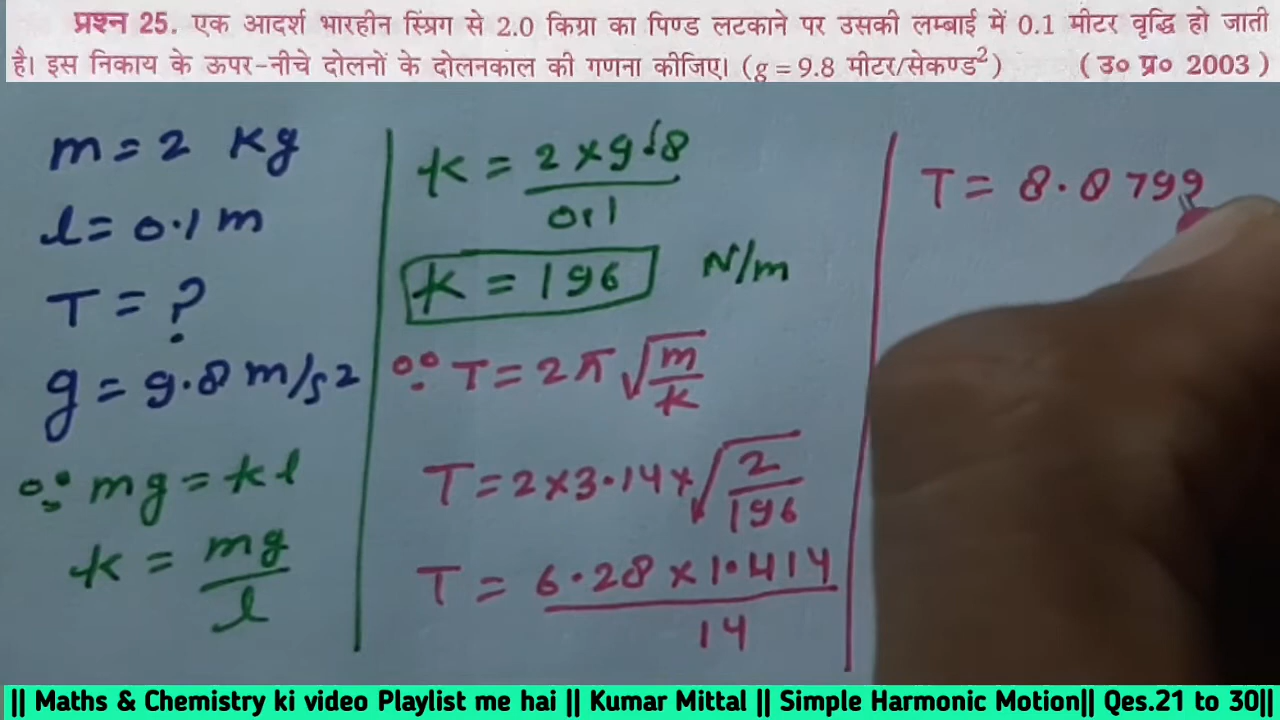 प्रश्न 25. एक आदर्श भारहीन स्प्रिंग से 2.0 किग्रा का पिण्ड लटकाने पर उसकी लम्बाई में 0.1 मीटर वृद्धि हो जाती
है। इस निकाय के ऊपर-नीचे दोलनों के दोलनकाल की गणना कीजिए। (g = 9.8 मीटर/सेकण्ड²) (उ० प्र० 2003)
m = 2 kg
l = 0.1 m
T = ?
g = 9.8 m/s2
∵ mg = kl
k = mg/l
k = 2 × 9.8/0.1
k = 196 N/m
∵ T = 2π √m/k
T = 2×3.14×√2/196
T = 6.28 × 1.414/14
T = 8.8799
|| Maths & Chemistry ki video Playlist me hai || Kumar Mittal || Simple Harmonic Motion|| Qes.21 to 30||